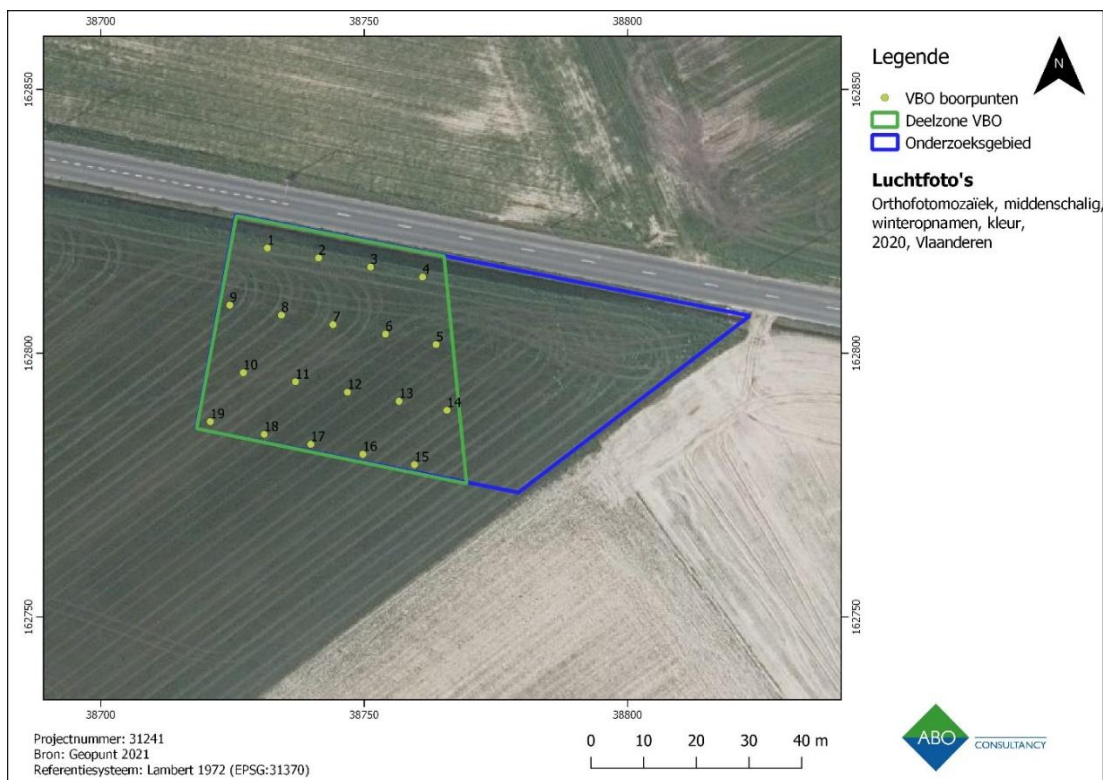 38700
38750
38800
162850
162850
162800
162800
162750
162750
38700
38750
38800
1
2
3
4
9
8
7
6
5
10
11
12
13
14
19
18
17
16
15
N
Legende
VBO boorpunten
Deelzone VBO
Onderzoeksgebied
Luchtfoto's
Orthofotomozaïek, middenschalig,
winteropnamen, kleur,
2020, Vlaanderen
Projectnummer: 31241
Bron: Geopunt 2021
Referentiesysteem: Lambert 1972 (EPSG:31370)
0 10 20 30 40 m
ABO
CONSULTANCY